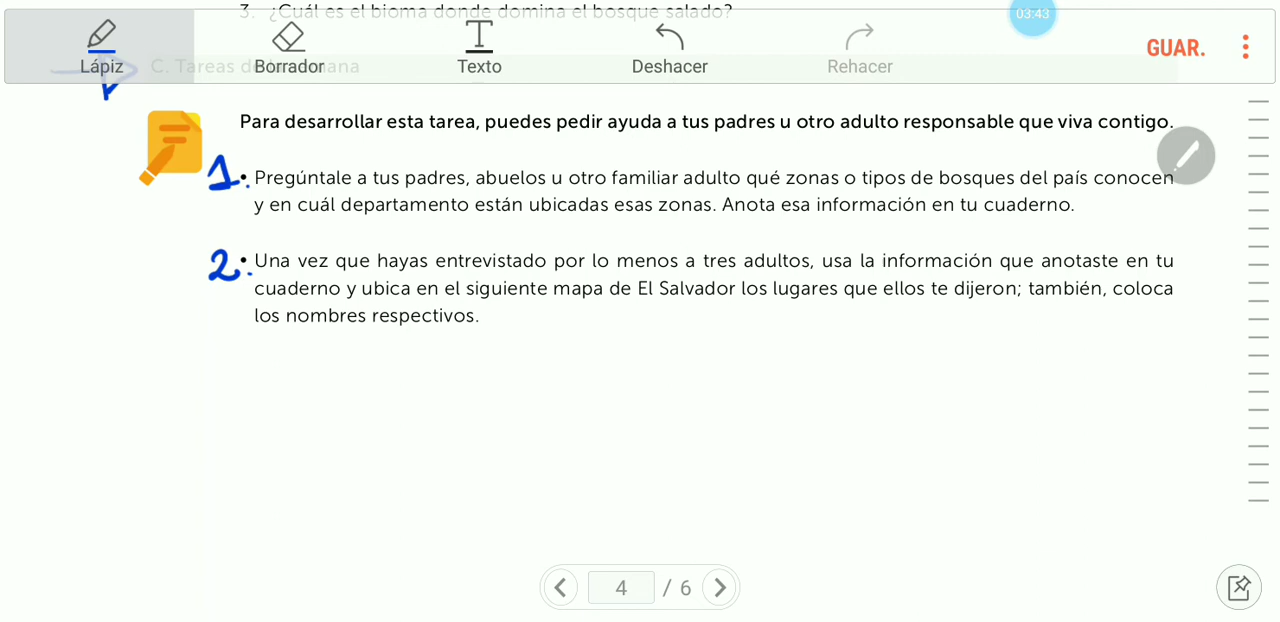 3. ¿Cuál es el bioma donde domina el bosque salado?
03:43
Lápiz
Borrador
Texto
Deshacer
Rehacer
GUAR.
C. Tareas de la semana
Para desarrollar esta tarea, puedes pedir ayuda a tus padres u otro adulto responsable que viva contigo.
1. • Pregúntale a tus padres, abuelos u otro familiar adulto qué zonas o tipos de bosques del país conocen
y en cuál departamento están ubicadas esas zonas. Anota esa información en tu cuaderno.
2. • Una vez que hayas entrevistado por lo menos a tres adultos, usa la información que anotaste en tu
cuaderno y ubica en el siguiente mapa de El Salvador los lugares que ellos te dijeron; también, coloca
los nombres respectivos.
4 / 6